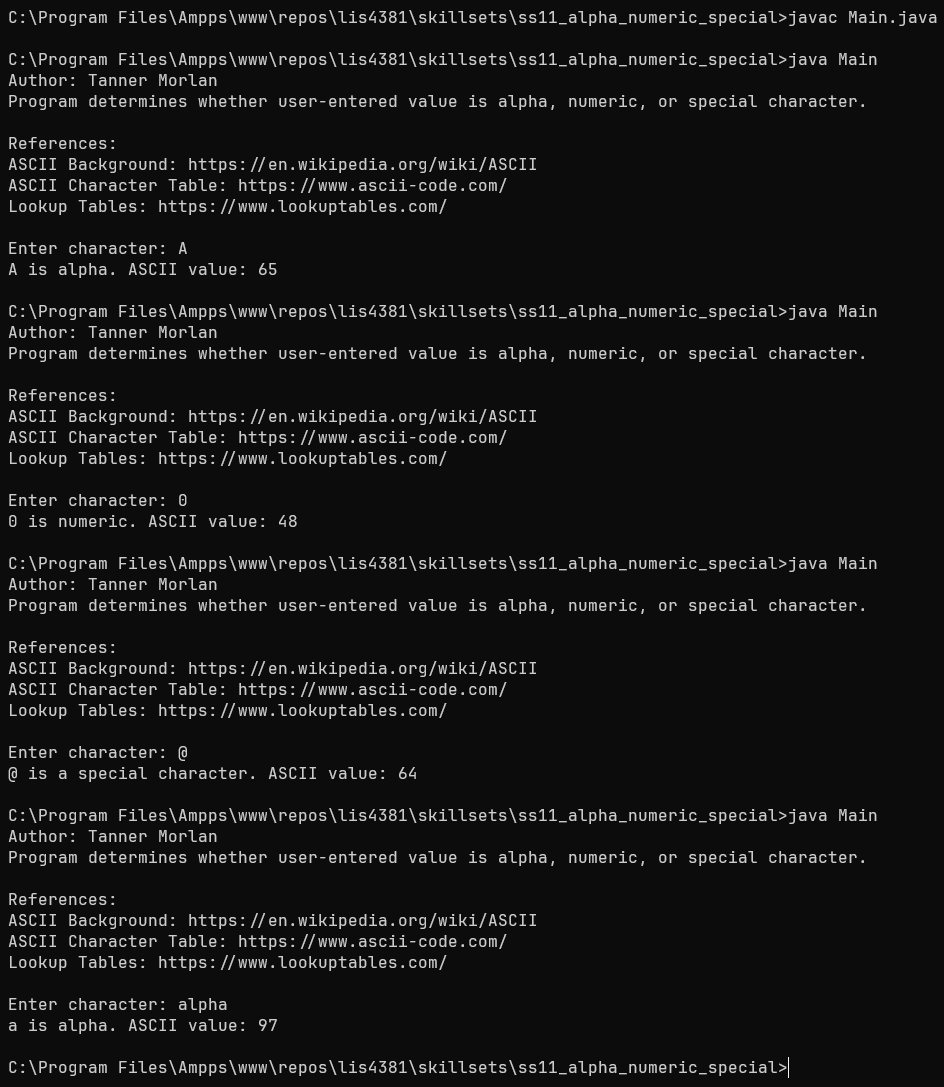 C:\Program Files\Ampps\www\repos\lis4381\skillsets\ss11_alpha_numeric_special>javac Main.java
C:\Program Files\Ampps\www\repos\lis4381\skillsets\ss11_alpha_numeric_special>java Main
Author: Tanner Morlan
Program determines whether user-entered value is alpha, numeric, or special character.
References:
ASCII Background: https://en.wikipedia.org/wiki/ASCII
ASCII Character Table: https://www.ascii-code.com/
Lookup Tables: https://www.lookuptables.com/
Enter character: A
A is alpha. ASCII value: 65
C:\Program Files\Ampps\www\repos\lis4381\skillsets\ss11_alpha_numeric_special>java Main
Author: Tanner Morlan
Program determines whether user-entered value is alpha, numeric, or special character.
References:
ASCII Background: https://en.wikipedia.org/wiki/ASCII
ASCII Character Table: https://www.ascii-code.com/
Lookup Tables: https://www.lookuptables.com/
Enter character: 0
0 is numeric. ASCII value: 48
C:\Program Files\Ampps\www\repos\lis4381\skillsets\ss11_alpha_numeric_special>java Main
Author: Tanner Morlan
Program determines whether user-entered value is alpha, numeric, or special character.
References:
ASCII Background: https://en.wikipedia.org/wiki/ASCII
ASCII Character Table: https://www.ascii-code.com/
Lookup Tables: https://www.lookuptables.com/
Enter character: @
@ is a special character. ASCII value: 64
C:\Program Files\Ampps\www\repos\lis4381\skillsets\ss11_alpha_numeric_special>java Main
Author: Tanner Morlan
Program determines whether user-entered value is alpha, numeric, or special character.
References:
ASCII Background: https://en.wikipedia.org/wiki/ASCII
ASCII Character Table: https://www.ascii-code.com/
Lookup Tables: https://www.lookuptables.com/
Enter character: alpha
a is alpha. ASCII value: 97
C:\Program Files\Ampps\www\repos\lis4381\skillsets\ss11_alpha_numeric_special>